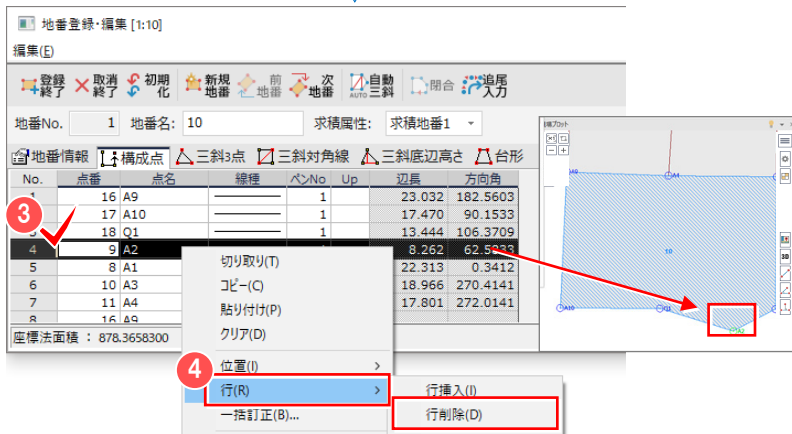 地番登録・編集 [1:10]
編集(E)
登録終了 取消終了 初期化 新規地番 前地番 次地番 AUTO 自動三斜 閉合 追尾入力
地番No. 1 地番名: 10 求積属性: 求積地番1
地番情報 構成点 三斜3点 三斜対角線 三斜底辺高さ 台形
No. 点番 点名 線種 ペンNo Up 辺長 方向角
1 16 A9 1 23.032 182.5603
17 A10 1 17.470 90.1533
3 18 Q1 1 13.444 106.3709
4 9 A2 8.262
5 8 A1 22.313 0.3412
6 10 A3 18.966 270.4141
7 11 A4 17.801 272.0141
8 16 A9
座標法面積 : 878.3658300
3
切り取り(T)
コピー(C)
貼り付け(P)
クリア(D)
位置(I)
4
行(R)
一括訂正(B)...
行挿入(I)
行削除(D)
A9
A4
10
A10
Q1
A2
3D